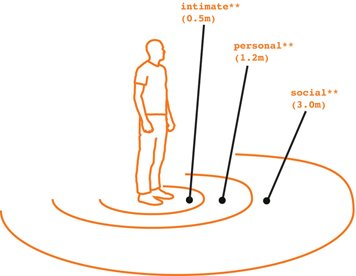 intimate**
(0.5m)
personal**
(1.2m)
social**
(3.0m)